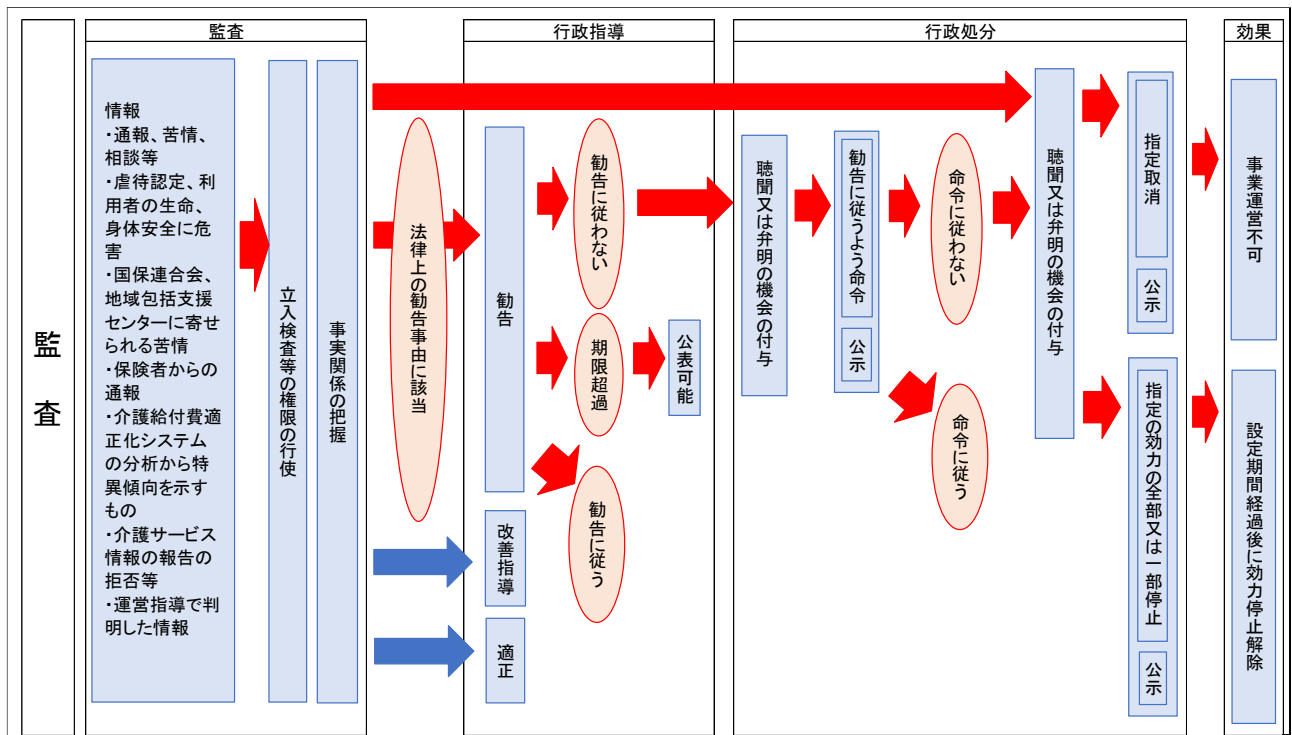 監査
監査
行政指導
行政処分
効果
情報
・通報、苦情、
相談等
・虐待認定、利
用者の生命、
身体安全に危
害
・国保連合会、
地域包括支援
センターに寄せ
られる苦情
・保険者からの
通報
・介護給付費適
正化システム
の分析から特
異傾向を示すも
の
・介護サービス
情報の報告の
拒否等
・運営指導で判
明した情報
立入検査等の権限の行使
事実関係の把握
法律上の勧告事由に該当
勧告
改善指導
適正
勧告に従わない
期限超過
勧告に従う
公表可能
聴聞又は弁明の機会の付与
勧告に従うよう命令
公示
命令に従わない
命令に従う
聴聞又は弁明の機会の付与
指定取消
公示
指定の効力の全部又は一部停止
公示
事業運営不可
設定期間経過後に効力停止解除